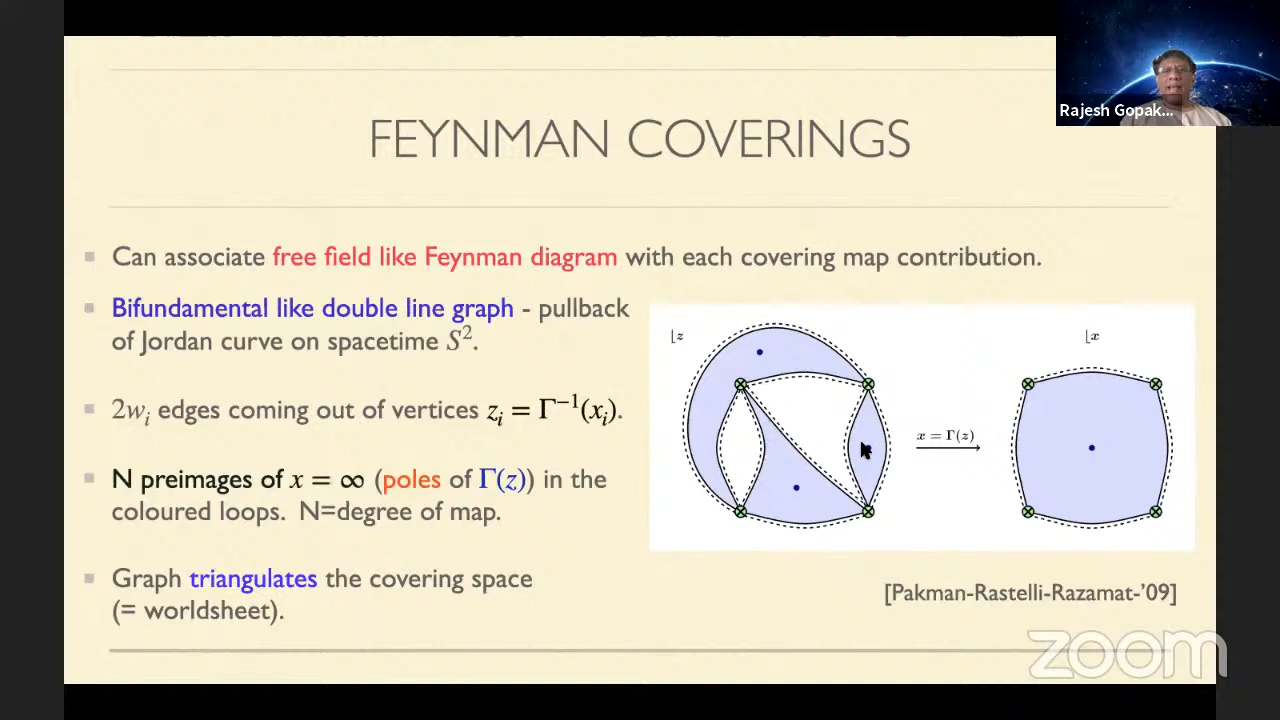 Rajesh Gopak...
FEYNMAN COVERINGS
Can associate free field like Feynman diagram with each covering map contribution.
Bifundamental like double line graph - pullback
of Jordan curve on spacetime S².
2wᵢ edges coming out of vertices zᵢ = Γ⁻¹(xᵢ).
N preimages of x = ∞ (poles of Γ(z)) in the
coloured loops. N=degree of map.
Graph triangulates the covering space
(= worldsheet).
⌊z
x = Γ(z)
⌊x
[Pakman-Rastelli-Razamat-’09]
zoom